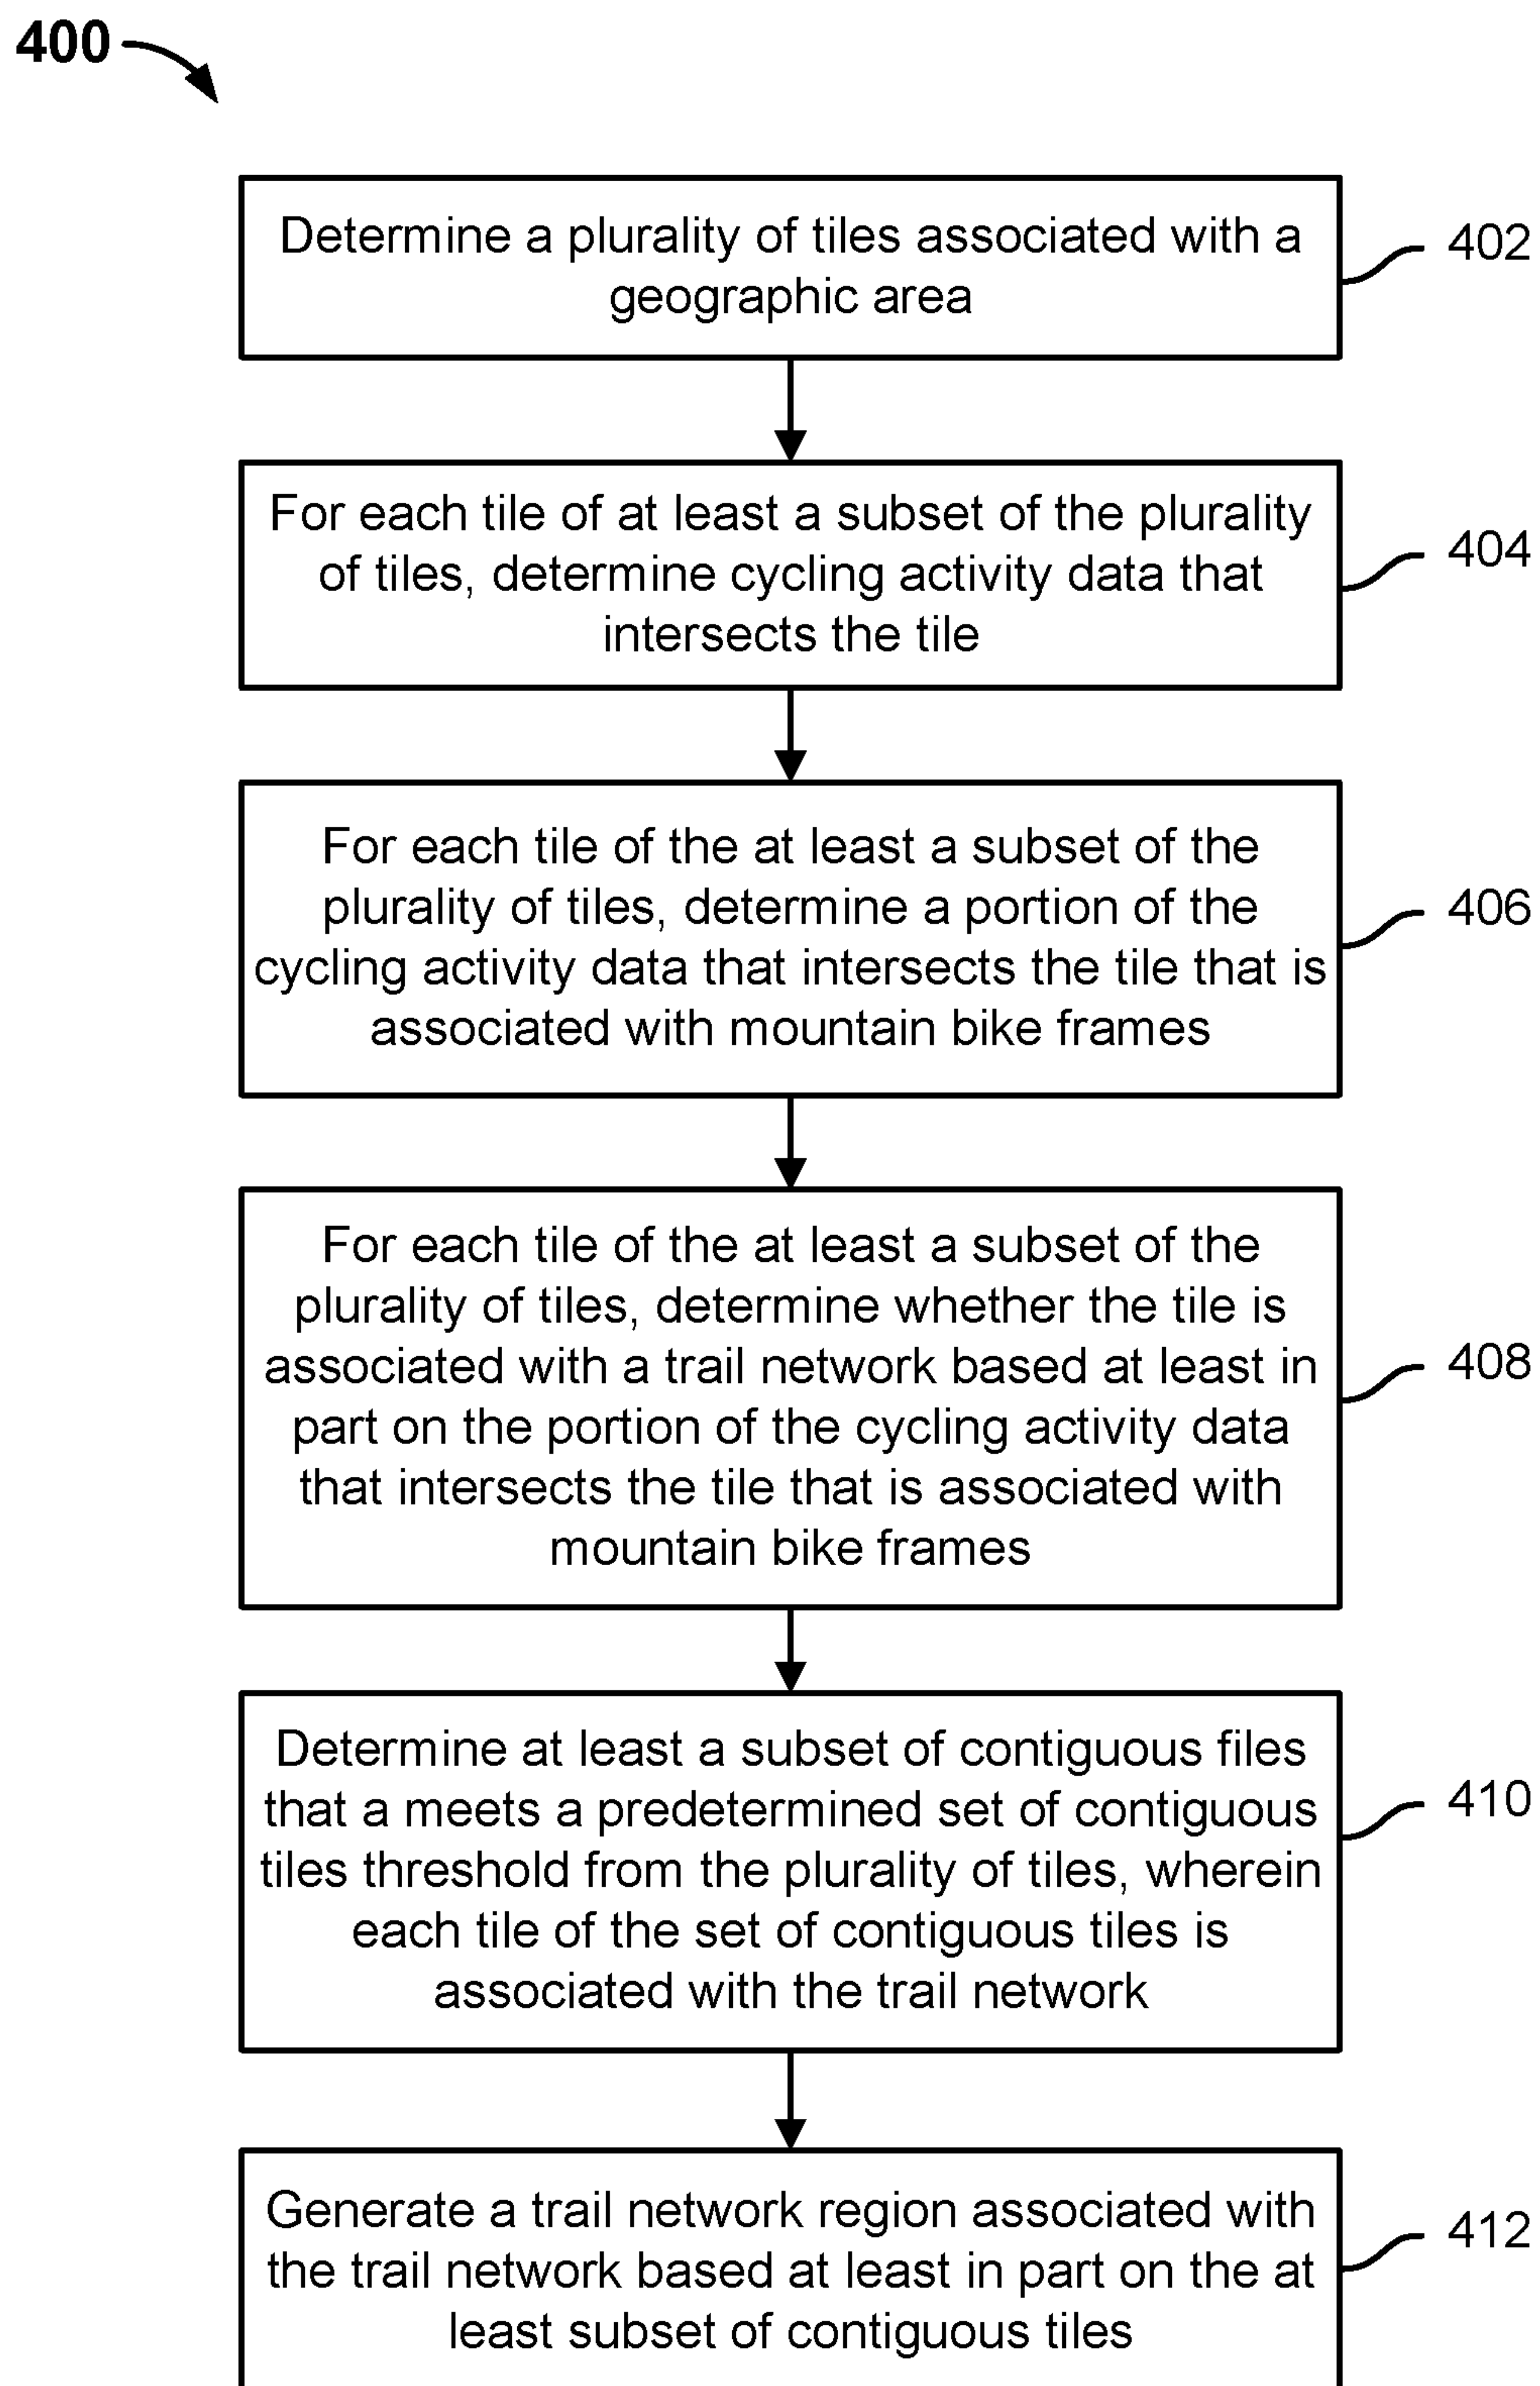 400
Determine a plurality of tiles associated with a
geographic area
402
For each tile of at least a subset of the plurality
of tiles, determine cycling activity data that
intersects the tile
404
For each tile of the at least a subset of the
plurality of tiles, determine a portion of the
cycling activity data that intersects the tile that is
associated with mountain bike frames
406
For each tile of the at least a subset of the
plurality of tiles, determine whether the tile is
associated with a trail network based at least in
part on the portion of the cycling activity data
that intersects the tile that is associated with
mountain bike frames
408
Determine at least a subset of contiguous files
that a meets a predetermined set of contiguous
tiles threshold from the plurality of tiles, wherein
each tile of the set of contiguous tiles is
associated with the trail network
410
Generate a trail network region associated with
the trail network based at least in part on the at
least subset of contiguous tiles
412